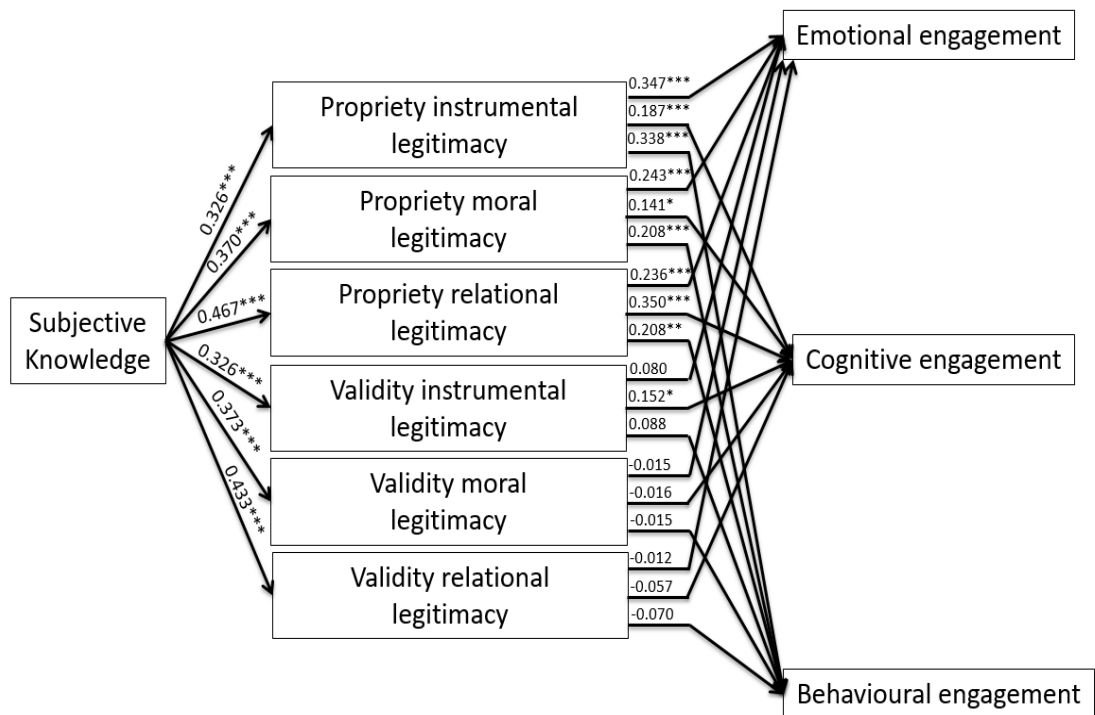 Emotional engagement
0.347***
Propriety instrumental
legitimacy
0.187***
0.338***
0.326***
0.243***
Propriety moral
legitimacy
0.141*
0.208***
0.370***
0.236***
Propriety relational
legitimacy
0.350***
0.208**
0.467***
Subjective
Knowledge
Cognitive engagement
0.326***
0.080
Validity instrumental
legitimacy
0.152*
0.088
0.373***
-0.015
Validity moral
legitimacy
-0.016
-0.015
0.433***
-0.012
Validity relational
legitimacy
-0.057
-0.070
Behavioural engagement